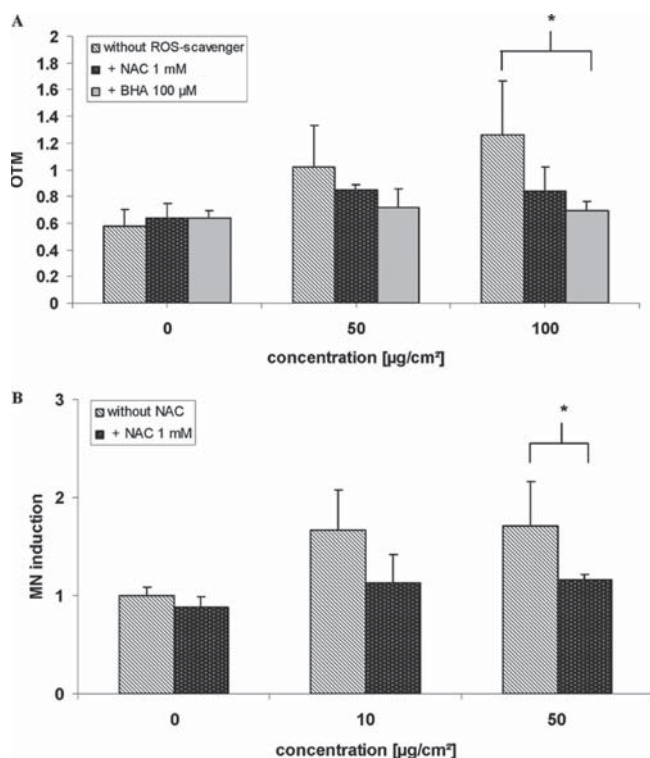 A
2
1.8
1.6
1.4
1.2
1
0.8
0.6
0.4
0.2
0
OTM
without ROS-scavenger
+ NAC 1 mM
+ BHA 100 µM
*
0 50 100
concentration [µg/cm²]
B
3
2
1
0
MN induction
without NAC
+ NAC 1 mM
*
0 10 50
concentration [µg/cm²]